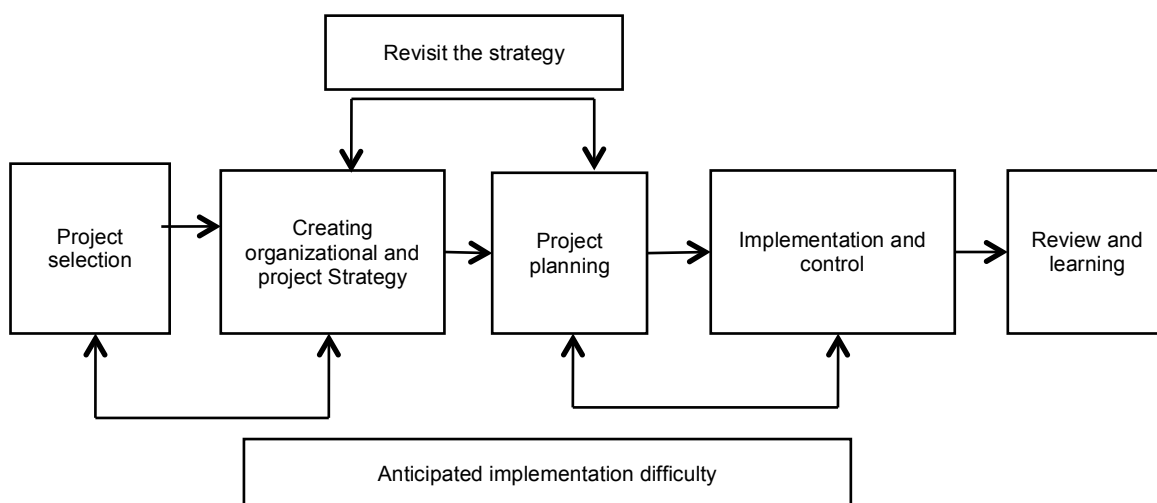 Revisit the strategy
Project
selection
Creating
organizational and
project Strategy
Project
planning
Implementation and
control
Review and
learning
Anticipated implementation difficulty